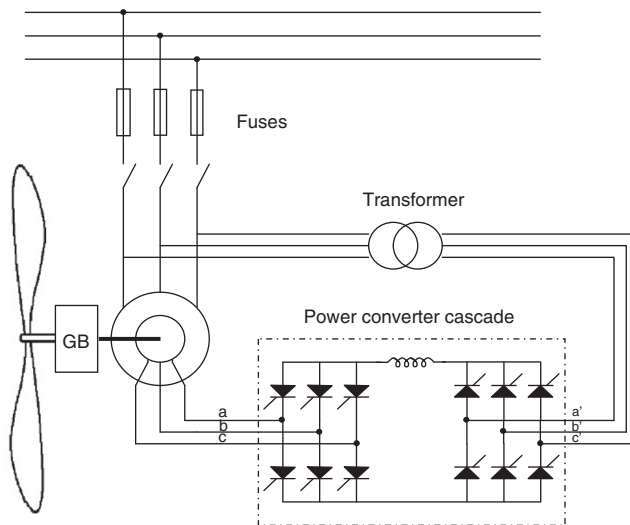 Fuses
Transformer
GB
Power converter cascade
a
b
c
a'
b'
c'